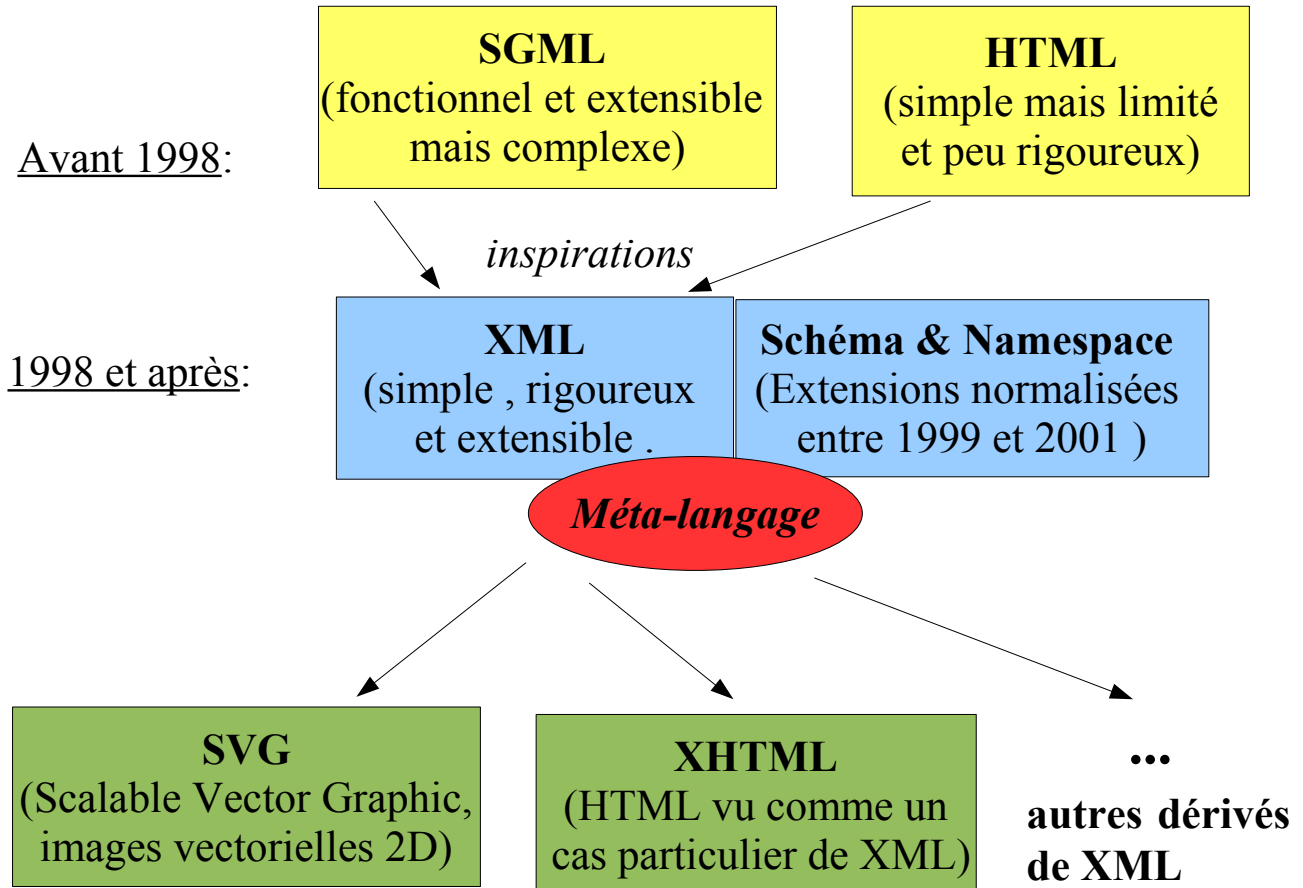 SGML
(fonctionnel et extensible
mais complexe)
HTML
(simple mais limité
et peu rigoureux)
Avant 1998:
inspirations
1998 et après:
XML
(simple , rigoureux
et extensible .
Schéma & Namespace
(Extensions normalisées
entre 1999 et 2001 )
Méta-langage
SVG
(Scalable Vector Graphic,
images vectorielles 2D)
XHTML
(HTML vu comme un
cas particulier de XML)
...
autres dérivés
de XML